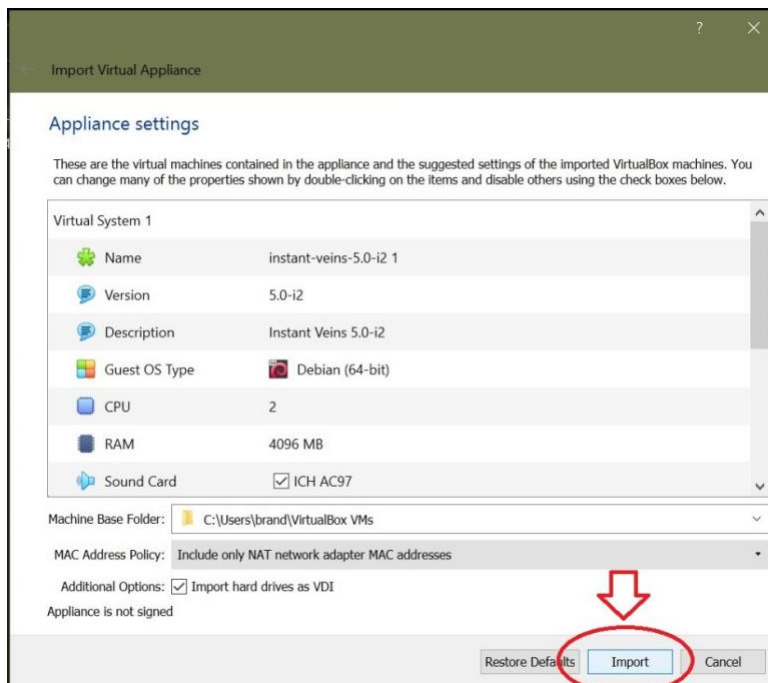 ?
Import Virtual Appliance
Appliance settings
These are the virtual machines contained in the appliance and the suggested settings of the imported VirtualBox machines. You
can change many of the properties shown by double-clicking on the items and disable others using the check boxes below.
Virtual System 1
Name instant-veins-5.0-i2 1
Version 5.0-i2
Description Instant Veins 5.0-i2
Guest OS Type Debian (64-bit)
CPU 2
RAM 4096 MB
Sound Card ICH AC97
Machine Base Folder: C:\Users\brand\VirtualBox VMs
MAC Address Policy: Include only NAT network adapter MAC addresses
Additional Options: Import hard drives as VDI
Appliance is not signed
Restore Defaults Import Cancel